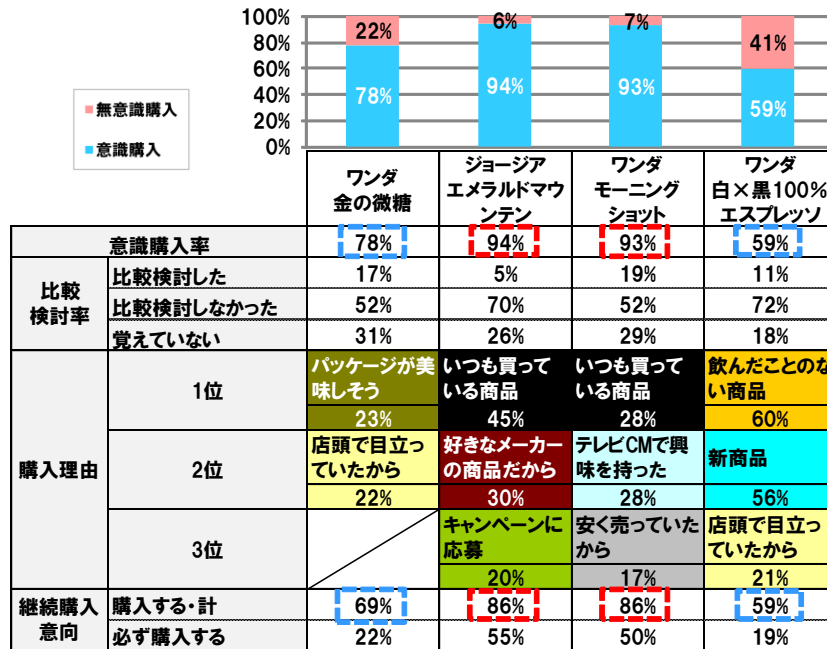 100%
80%
60%
40%
20%
0%
22%
6%
7%
41%
78%
94%
93%
59%
無意識購入
意識購入
ワンダ
金の微糖
ジョージア
エメラルドマウ
ンテン
ワンダ
モーニング
ショット
ワンダ
白×黒100%
エスプレッソ
意識購入率
78%
94%
93%
59%
比較
検討率
比較検討した
17%
5%
19%
11%
比較検討しなかった
52%
70%
52%
72%
覚えていない
31%
26%
29%
18%
購入理由
1位
パッケージが美
味しそう
いつも買って
いる商品
いつも買って
いる商品
飲んだことのな
い商品
23%
45%
28%
60%
2位
店頭で目立っ
ていたから
好きなメーカー
の商品だから
テレビCMで興
味を持った
新商品
22%
30%
28%
56%
3位
キャンペーンに
応募
安く売っていた
から
店頭で目立っ
ていたから
20%
17%
21%
継続購入
意向
購入する・計
69%
86%
86%
59%
必ず購入する
22%
55%
50%
19%